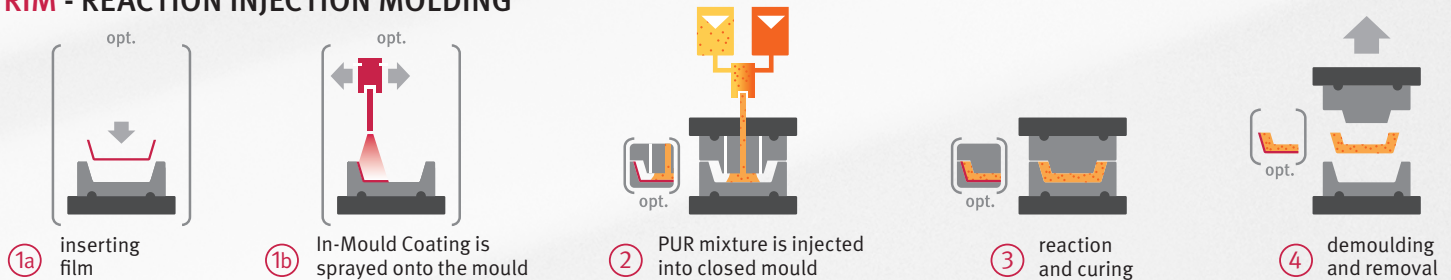 RIM - REACTION INJECTION MOLDING
opt.
1a
inserting
film
opt.
1b
In-Mould Coating is
sprayed onto the mould
opt.
2
PUR mixture is injected
into closed mould
opt.
3
reaction
and curing
opt.
4
demoulding
and removal